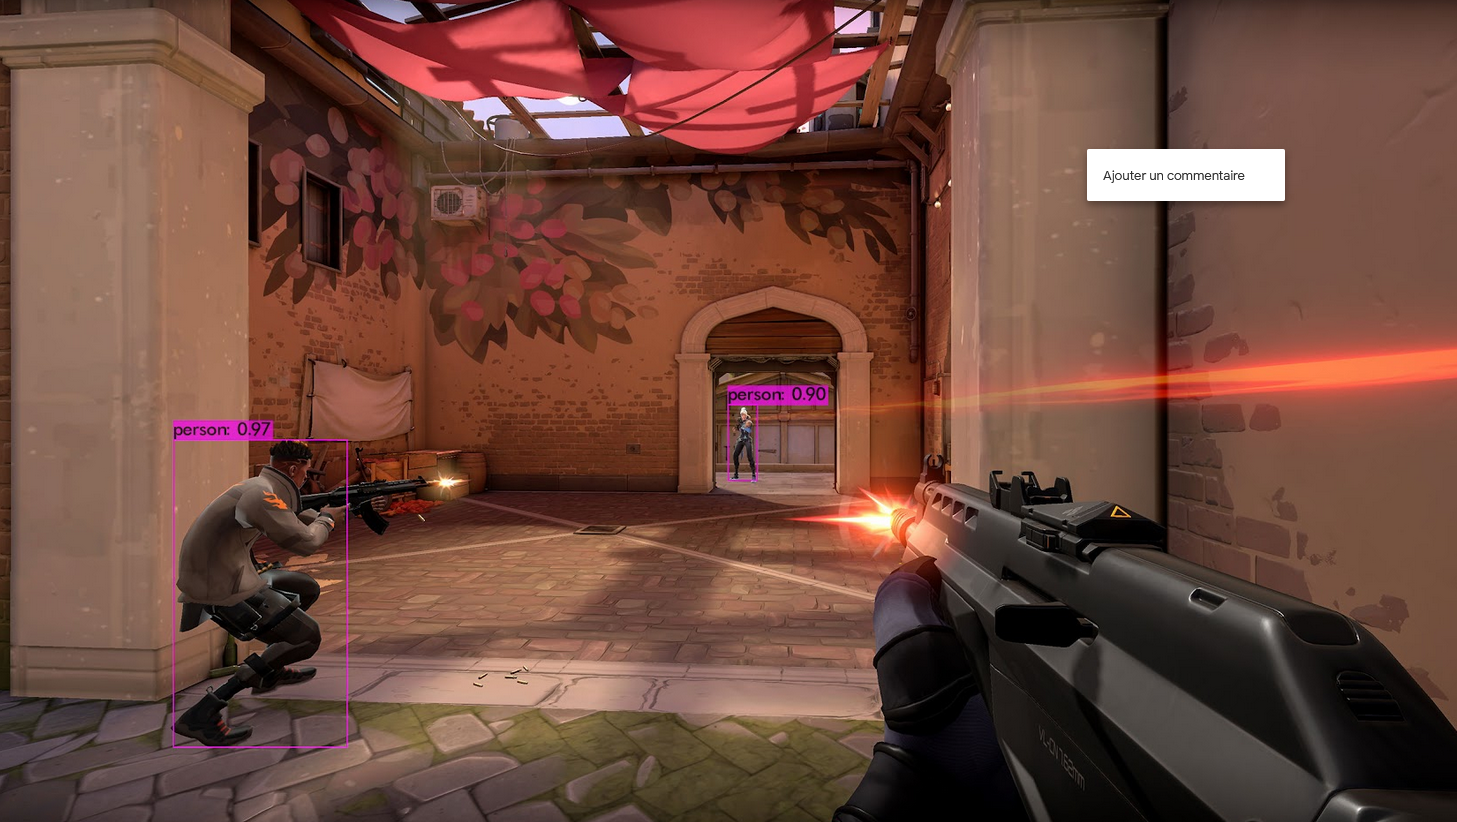 Ajouter un commentaire
person: 0.90
person: 0.97